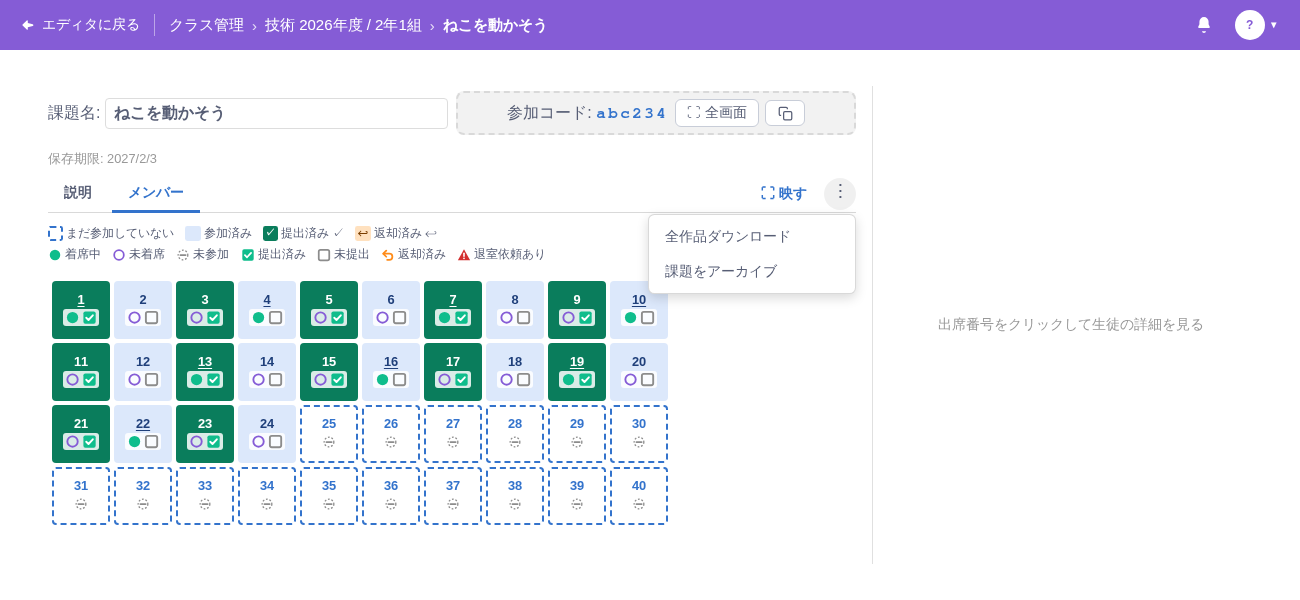 エディタに戻る クラス管理 › 技術 2026年度 / 2年1組 › ねこを動かそう ? ▼
課題名: ねこを動かそう 参加コード: abc234 全画面
保存期限: 2027/2/3
説明 メンバー 映す ⋮
まだ参加していない 参加済み 提出済み ✓ 返却済み ↩
着席中 未着席 未参加 提出済み 未提出 返却済み 退室依頼あり
全作品ダウンロード
課題をアーカイブ
1 2 3 4 5 6 7 8 9 10
11 12 13 14 15 16 17 18 19 20
21 22 23 24 25 26 27 28 29 30
31 32 33 34 35 36 37 38 39 40
出席番号をクリックして生徒の詳細を見る